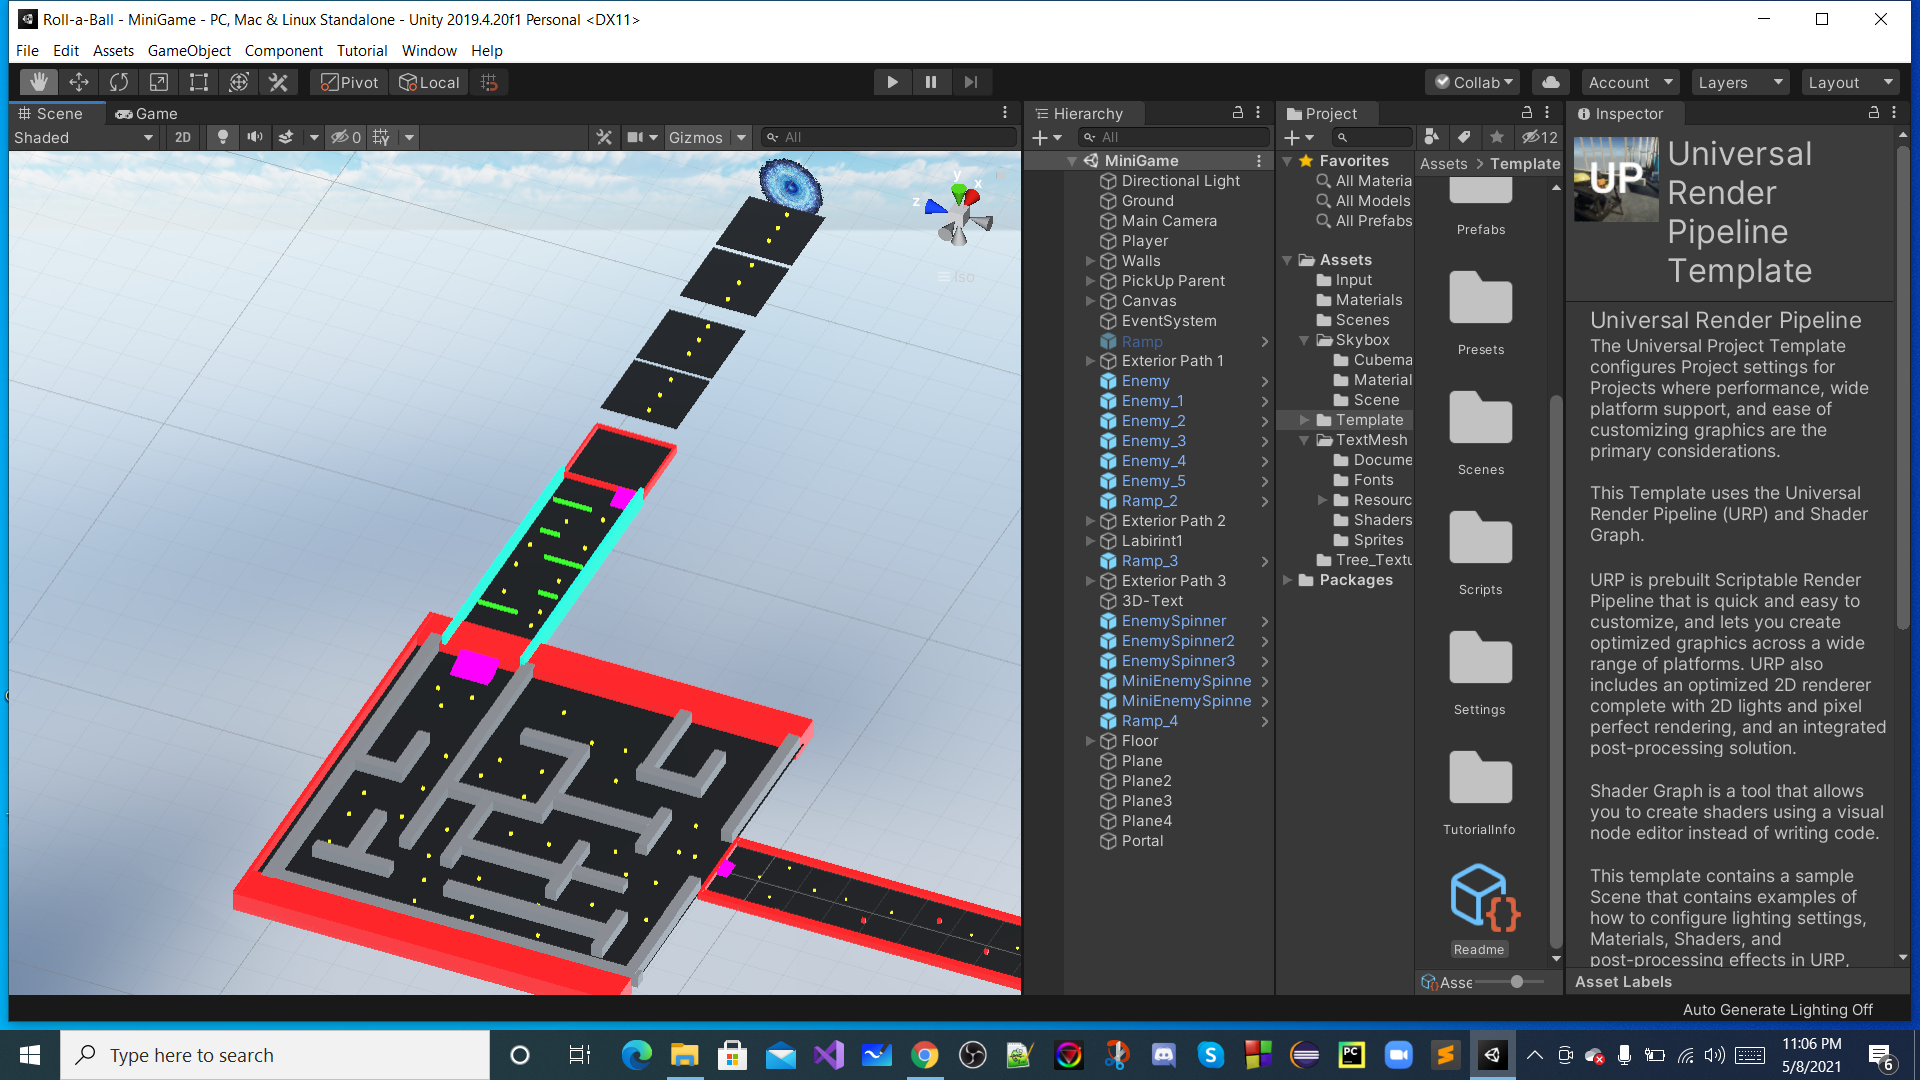 Roll-a-Ball - MiniGame - PC, Mac & Linux Standalone - Unity 2019.4.20f1 Personal <DX11>
File Edit Assets GameObject Component Tutorial Window Help
Pivot Local Collab Account Layers Layout
Scene Game
Shaded 2D 0 Gizmos All
y
x
z
Iso
Hierarchy
All
MiniGame
Directional Light
Ground
Main Camera
Player
Walls
PickUp Parent
Canvas
EventSystem
Ramp
Exterior Path 1
Enemy
Enemy_1
Enemy_2
Enemy_3
Enemy_4
Enemy_5
Ramp_2
Exterior Path 2
Labirint1
Ramp_3
Exterior Path 3
3D-Text
EnemySpinner
EnemySpinner2
EnemySpinner3
MiniEnemySpinne
MiniEnemySpinne
Ramp_4
Floor
Plane
Plane2
Plane3
Plane4
Portal
Project
12
Favorites
All Materia
All Models
All Prefabs
Assets
Input
Materials
Scenes
Skybox
Cubema
Material
Scene
Template
TextMesh
Docume
Fonts
Resourc
Shaders
Sprites
Tree_Textu
Packages
Assets > Template
Prefabs
Presets
Scenes
Scripts
Settings
TutorialInfo
Readme
Asse
Inspector
UP
Universal
Render
Pipeline
Template
Universal Render Pipeline
The Universal Project Template
configures Project settings for
Projects where performance, wide
platform support, and ease of
customizing graphics are the
primary considerations.
This Template uses the Universal
Render Pipeline (URP) and Shader
Graph.
URP is prebuilt Scriptable Render
Pipeline that is quick and easy to
customize, and lets you create
optimized graphics across a wide
range of platforms. URP also
includes an optimized 2D renderer
complete with 2D lights and pixel
perfect rendering, and an integrated
post-processing solution.
Shader Graph is a tool that allows
you to create shaders using a visual
node editor instead of writing code.
This template contains a sample
Scene that contains examples of
how to configure lighting settings,
Materials, Shaders, and
post-processing effects in URP,
Asset Labels
Auto Generate Lighting Off
Type here to search
PC
11:06 PM
5/8/2021
6